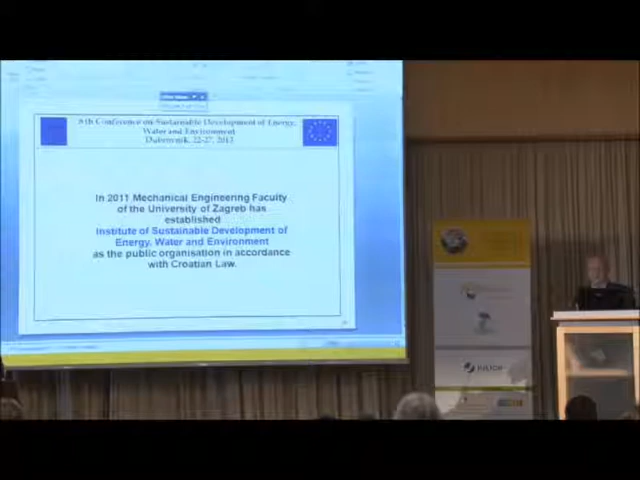 8th Conference on Sustainable Development of Energy,
Water and Environment
Dubrovnik, 22-27, 2013
In 2011 Mechanical Engineering Faculty
of the University of Zagreb has
established
Institute of Sustainable Development of
Energy, Water and Environment
as the public organisation in accordance
with Croatian Law.